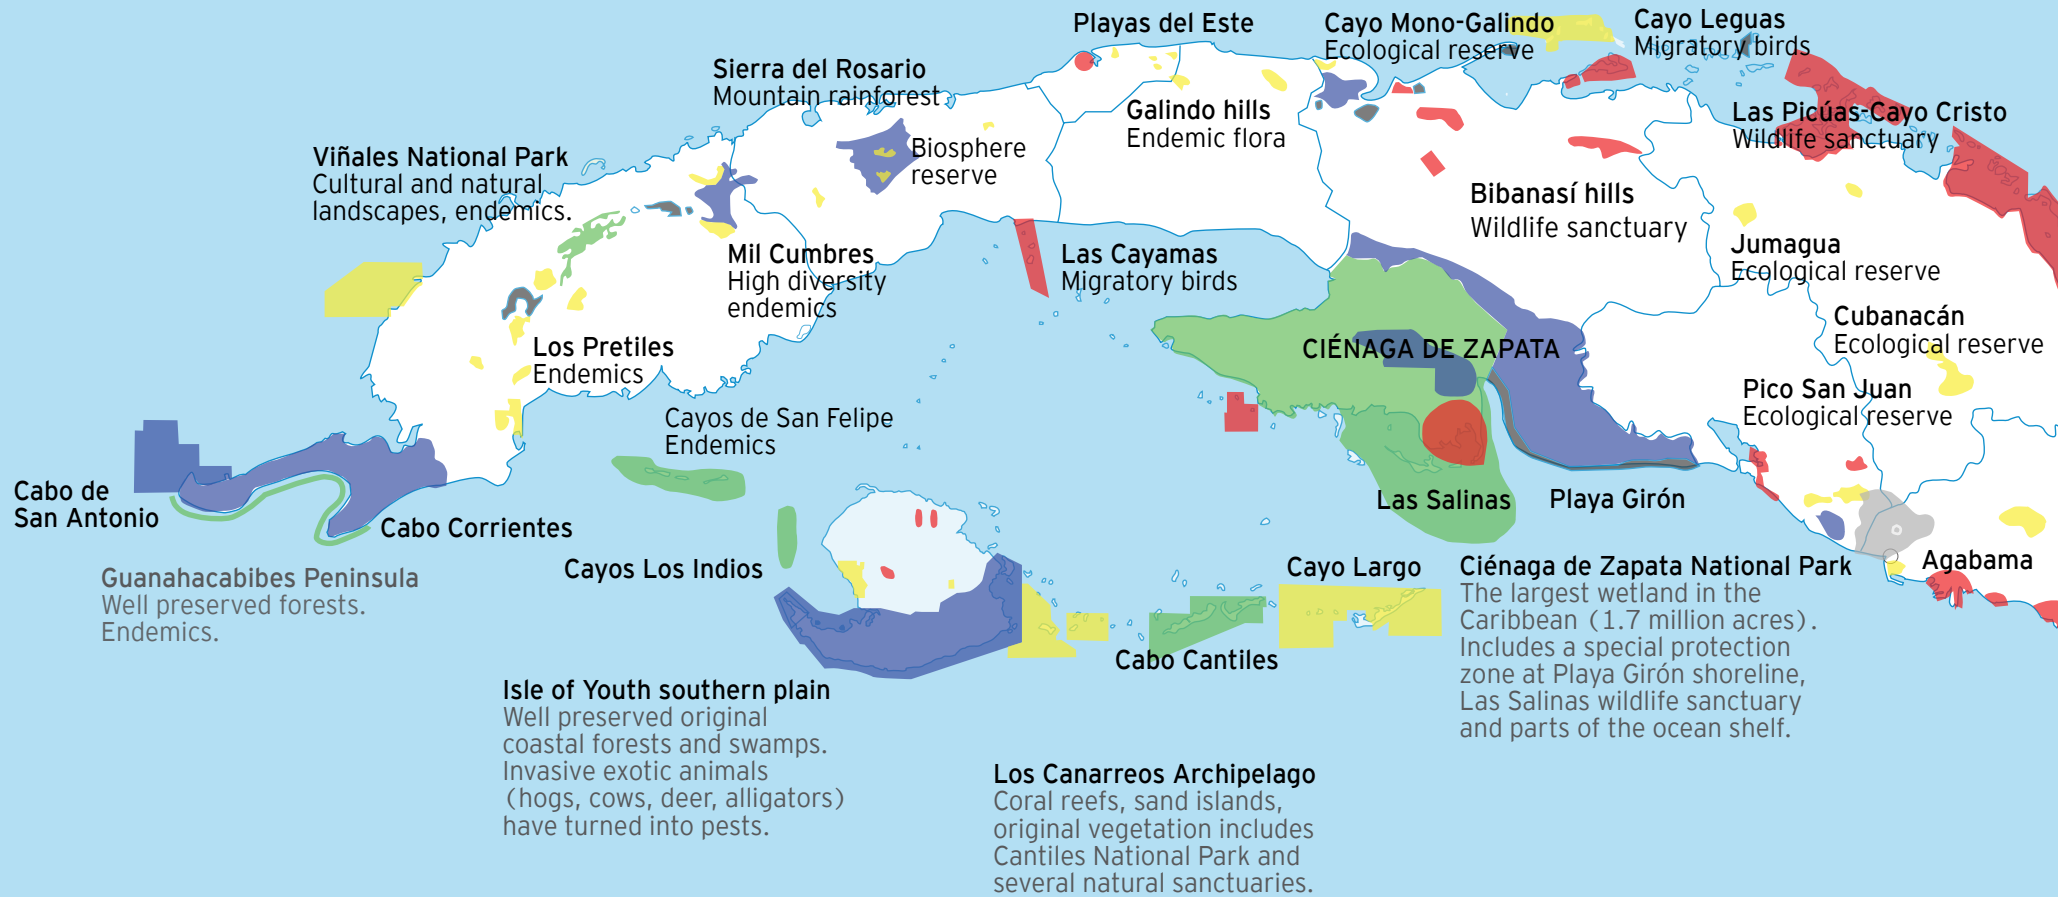 Playas del Este
Cayo Mono-Galindo
Ecological reserve
Cayo Leguas
Migratory birds
Sierra del Rosario
Mountain rainforest
Galindo hills
Endemic flora
Las Picúas-Cayo Cristo
Wildlife sanctuary
Viñales National Park
Cultural and natural
landscapes, endemics.
Biosphere
reserve
Bibanasí hills
Wildlife sanctuary
Mil Cumbres
High diversity
endemics
Las Cayamas
Migratory birds
Jumagua
Ecological reserve
Cubanacán
Ecological reserve
Los Pretiles
Endemics
CIÉNAGA DE ZAPATA
Pico San Juan
Ecological reserve
Cayos de San Felipe
Endemics
Cabo de
San Antonio
Cabo Corrientes
Las Salinas
Playa Girón
Cayos Los Indios
Cayo Largo
Agabama
Guanahacabibes Peninsula
Well preserved forests.
Endemics.
Ciénaga de Zapata National Park
The largest wetland in the
Caribbean (1.7 million acres).
Includes a special protection
zone at Playa Girón shoreline,
Las Salinas wildlife sanctuary
and parts of the ocean shelf.
Cabo Cantiles
Isle of Youth southern plain
Well preserved original
coastal forests and swamps.
Invasive exotic animals
(hogs, cows, deer, alligators)
have turned into pests.
Los Canarreos Archipelago
Coral reefs, sand islands,
original vegetation includes
Cantiles National Park and
several natural sanctuaries.